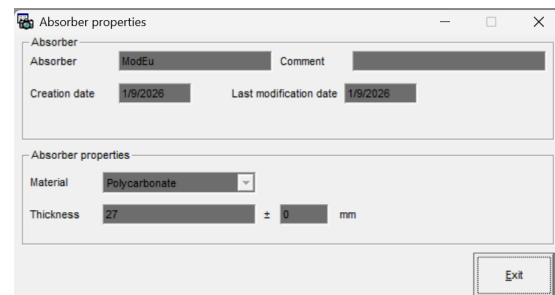 Absorber properties
Absorber
Absorber ModEu Comment
Creation date 1/9/2026 Last modification date 1/9/2026
Absorber properties
Material Polycarbonate
Thickness 27 ± 0 mm
Exit